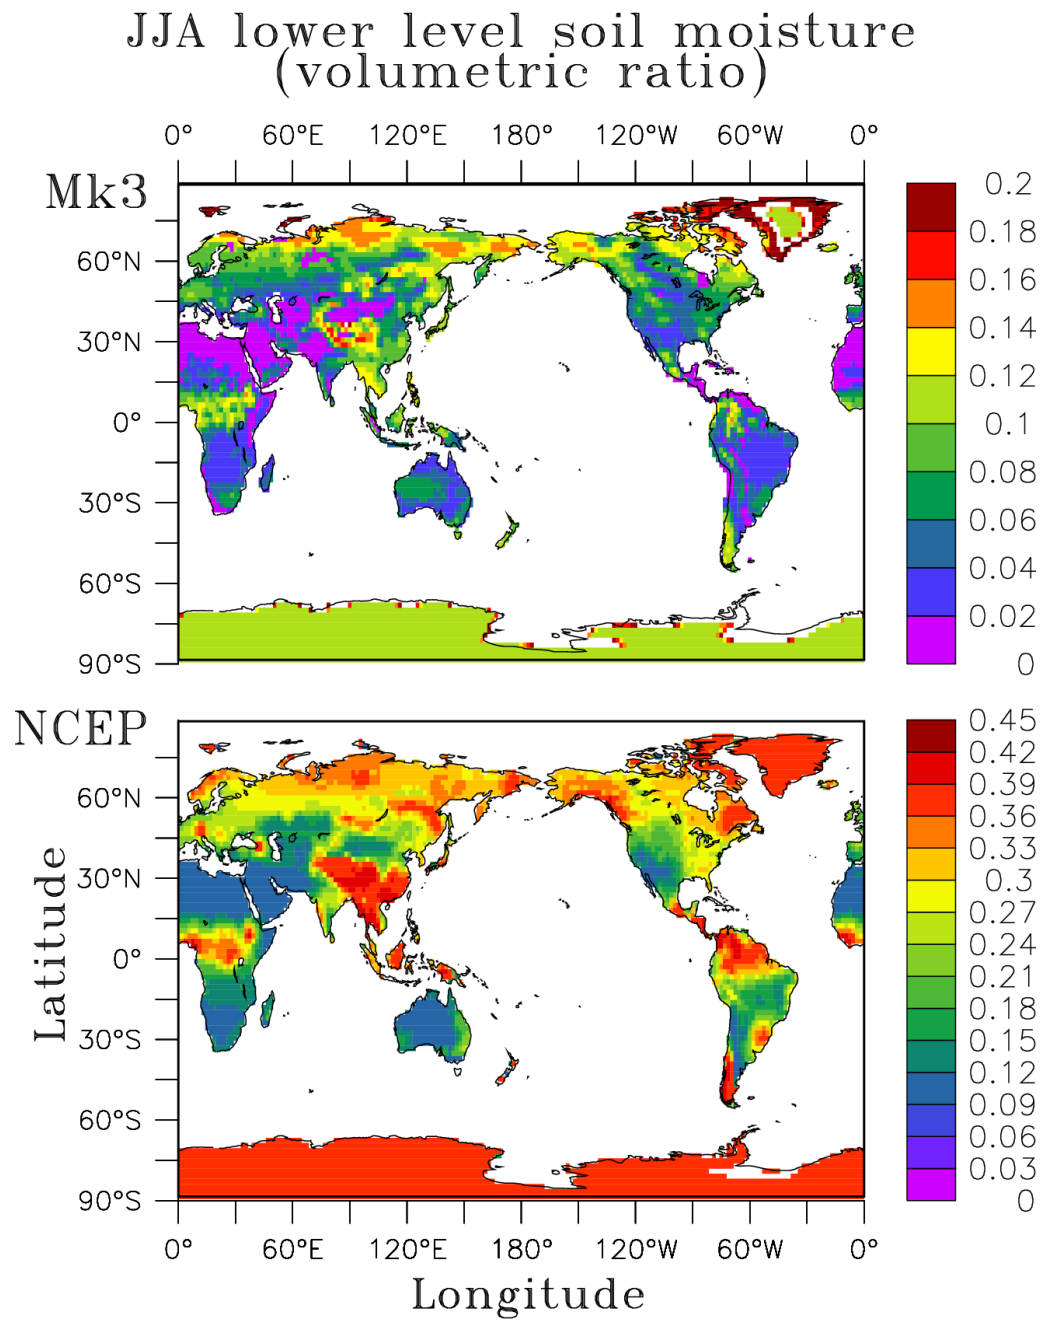 JJA lower level soil moisture
(volumetric ratio)
0° 60°E 120°E 180° 120°W 60°W 0°
Mk3
60°N
30°N
0°
30°S
60°S
90°S
0.2
0.18
0.16
0.14
0.12
0.1
0.08
0.06
0.04
0.02
0
NCEP
60°N
30°N
0°
30°S
60°S
90°S
Latitude
0.45
0.42
0.39
0.36
0.33
0.3
0.27
0.24
0.21
0.18
0.15
0.12
0.09
0.06
0.03
0
0° 60°E 120°E 180° 120°W 60°W 0°
Longitude